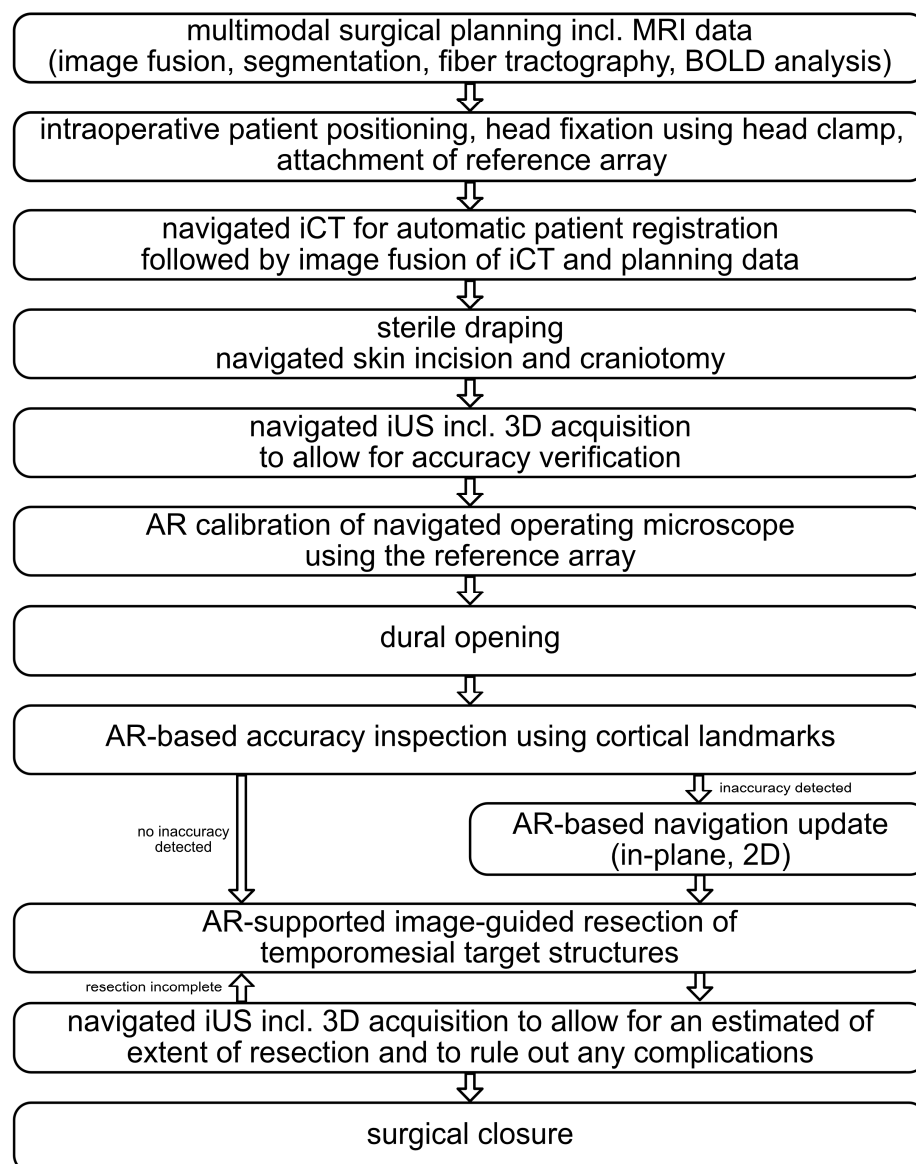 multimodal surgical planning incl. MRI data
(image fusion, segmentation, fiber tractography, BOLD analysis)
intraoperative patient positioning, head fixation using head clamp,
attachment of reference array
navigated iCT for automatic patient registration
followed by image fusion of iCT and planning data
sterile draping
navigated skin incision and craniotomy
navigated iUS incl. 3D acquisition
to allow for accuracy verification
AR calibration of navigated operating microscope
using the reference array
dural opening
AR-based accuracy inspection using cortical landmarks
inaccuracy detected
no inaccuracy
detected
AR-based navigation update
(in-plane, 2D)
AR-supported image-guided resection of
temporomesial target structures
resection incomplete
navigated iUS incl. 3D acquisition to allow for an estimated of
extent of resection and to rule out any complications
surgical closure